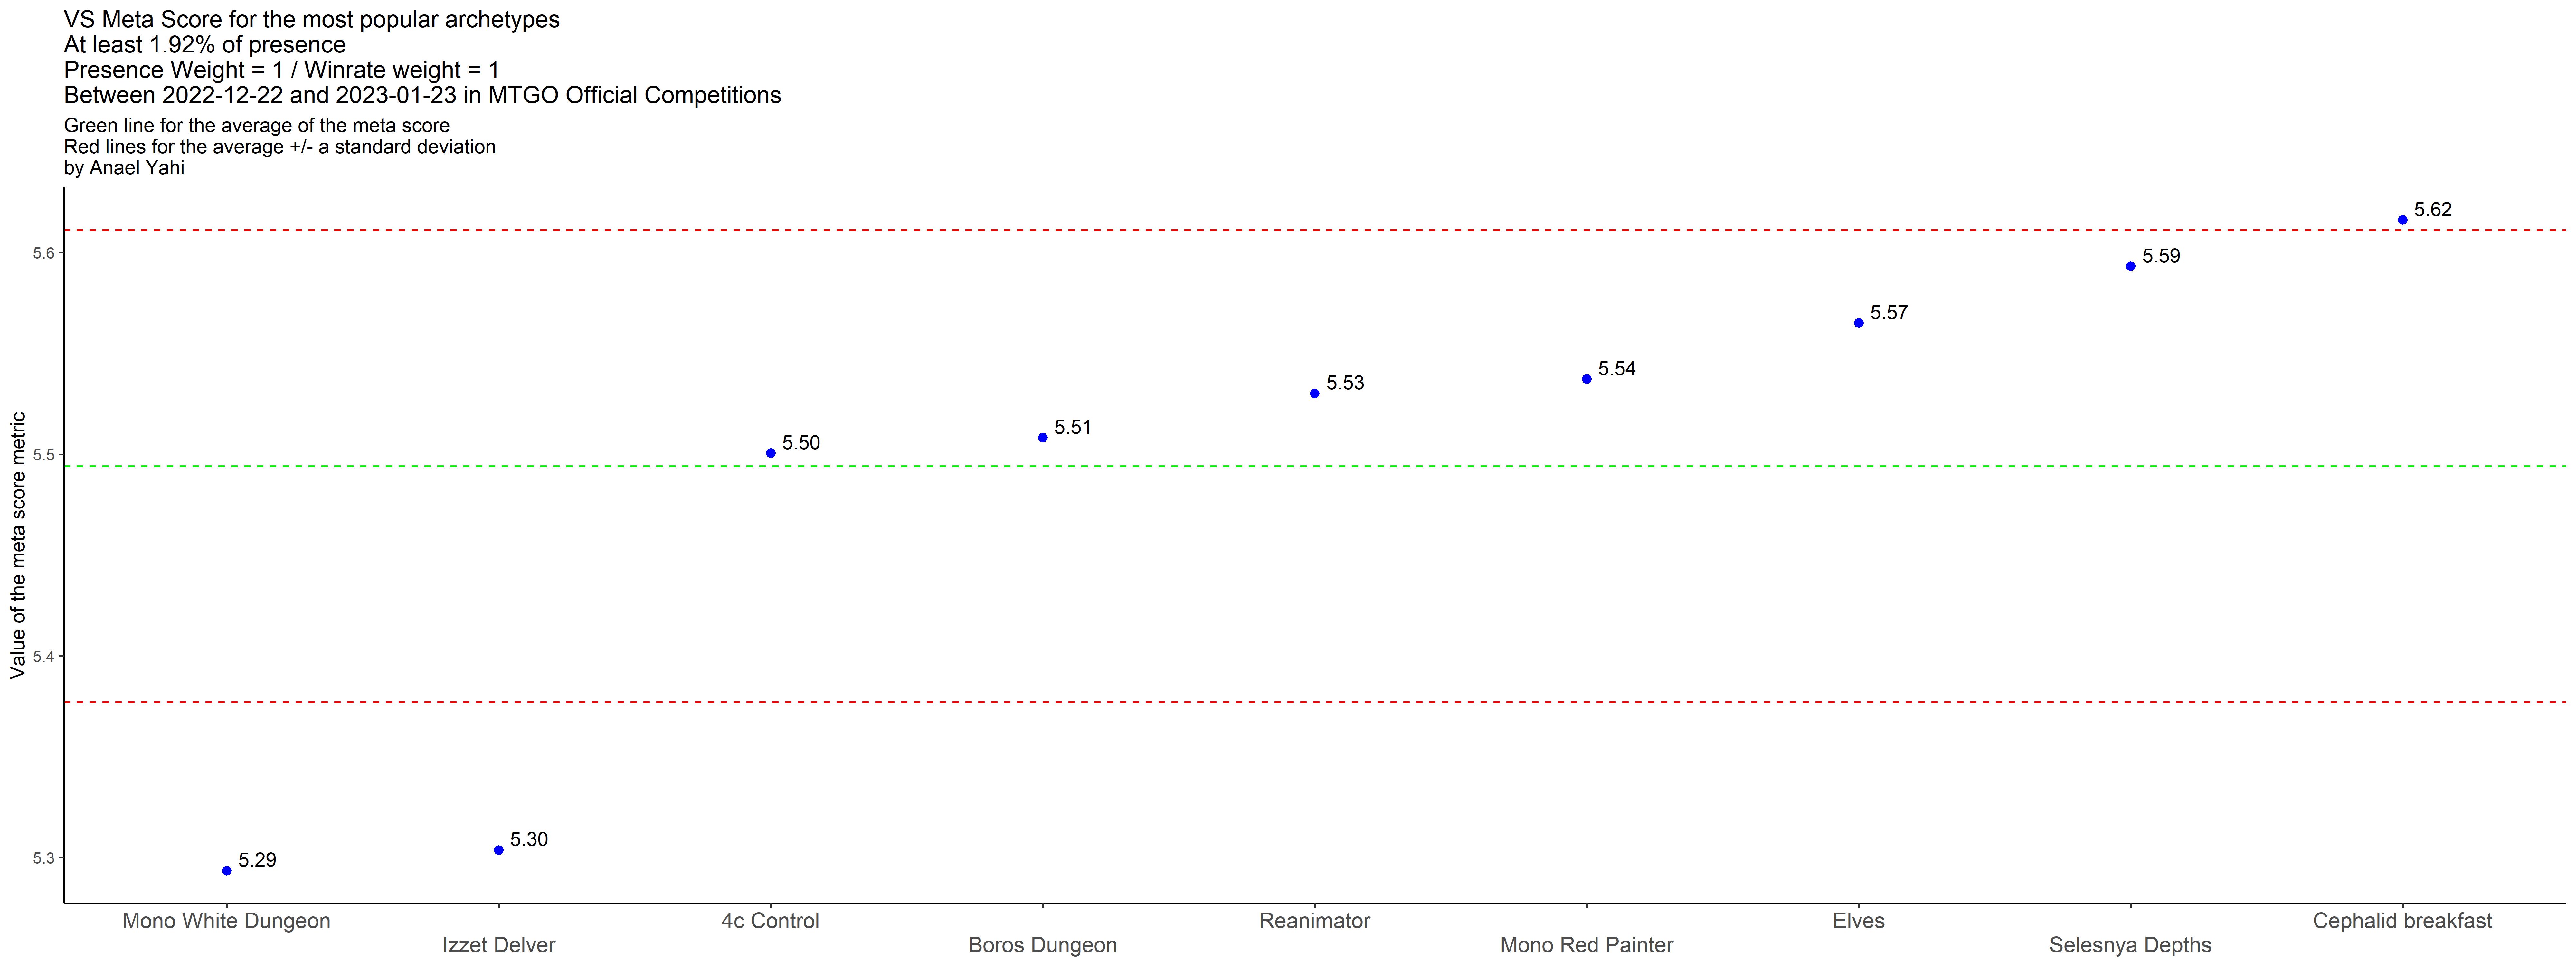 VS Meta Score for the most popular archetypes
At least 1.92% of presence
Presence Weight = 1 / Winrate weight = 1
Between 2022-12-22 and 2023-01-23 in MTGO Official Competitions
Green line for the average of the meta score
Red lines for the average +/- a standard deviation
by Anael Yahi
Value of the meta score metric
5.6
5.5
5.4
5.3
5.29
5.30
5.50
5.51
5.53
5.54
5.57
5.59
5.62
Mono White Dungeon
Izzet Delver
4c Control
Boros Dungeon
Reanimator
Mono Red Painter
Elves
Selesnya Depths
Cephalid breakfast